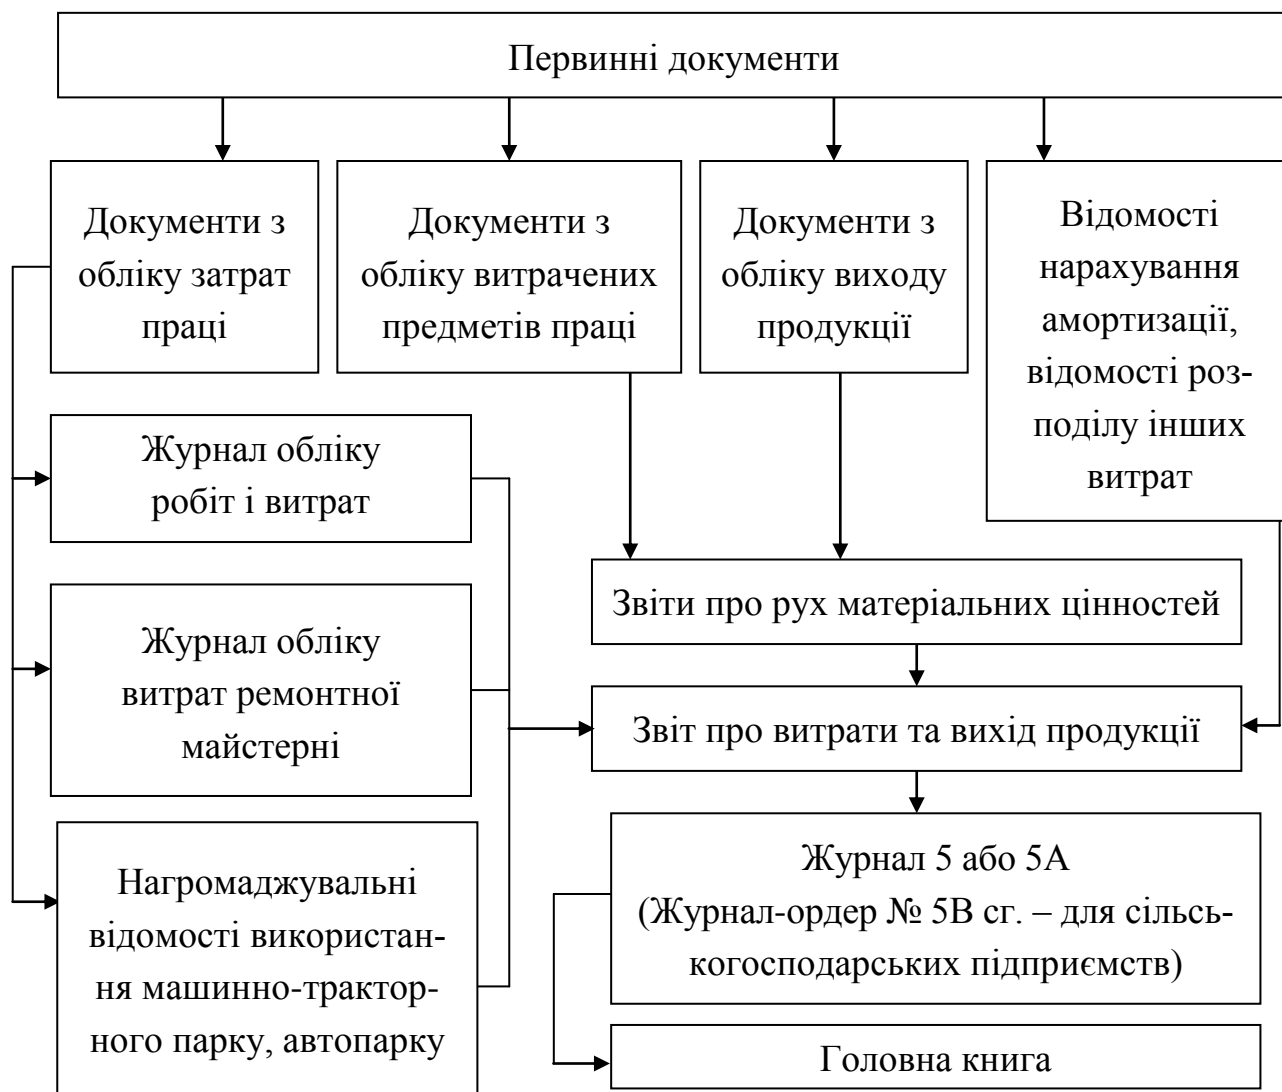 Первинні документи
Документи з
обліку затрат
праці
Документи з
обліку витрачених
предметів праці
Документи з
обліку виходу
продукції
Відомості
нарахування
амортизації,
відомості роз-
поділу інших
витрат
Журнал обліку
робіт і витрат
Звіти про рух матеріальних цінностей
Журнал обліку
витрат ремонтної
майстерні
Звіт про витрати та вихід продукції
Нагромаджувальні
відомості використан-
ня машинно-трактор-
ного парку, автопарку
Журнал 5 або 5А
(Журнал-ордер № 5В сг. – для сільсь-
когосподарських підприємств)
Головна книга